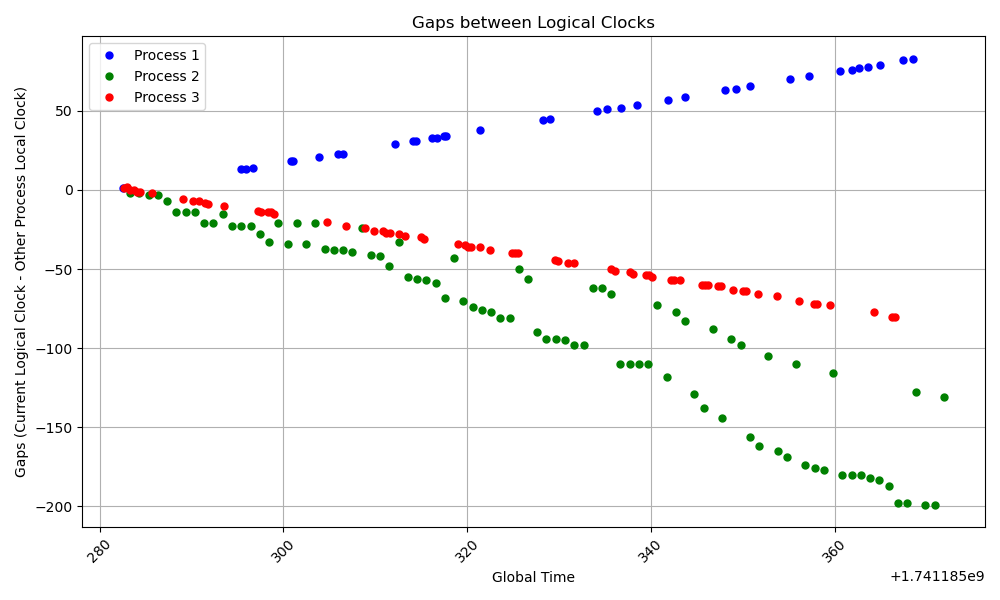 Gaps between Logical Clocks
Process 1
Process 2
Process 3
Gaps (Current Logical Clock - Other Process Local Clock)
50
0
−50
−100
−150
−200
280
300
320
340
360
Global Time
+1.741185e9